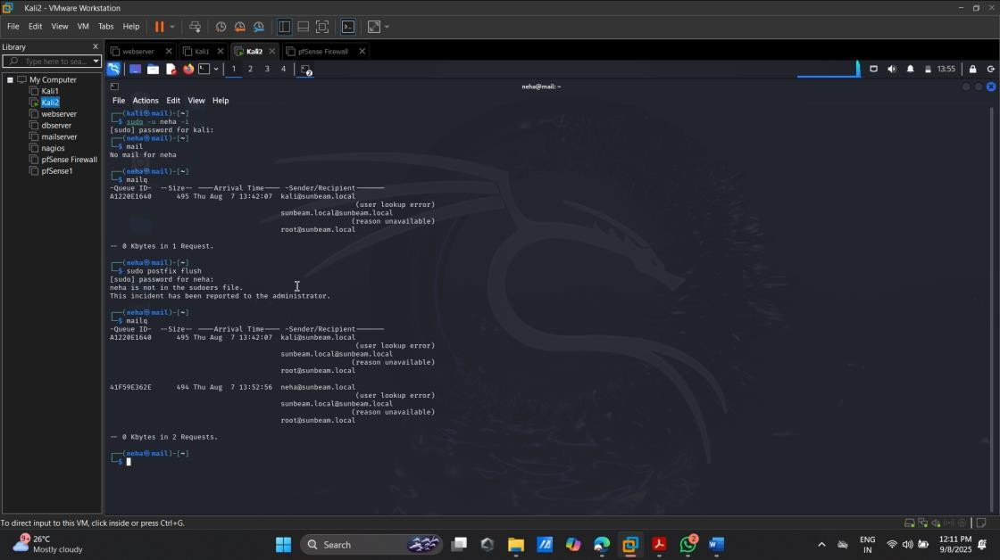 Kali2 - VMware Workstation
File Edit View VM Tabs Help
Library X
Type here to sea...
My Computer
Kali1
Kali2
webserver
dbserver
mailserver
nagios
pfSense Firewall
pfSense1
webserver Kali1 Kali2 pfSense Firewall
1 2 3 4 13:55
neha@mail: ~
File Actions Edit View Help
┌──(kali㉿mail)-[~]
└─$ sudo -u neha -i
[sudo] password for kali:
┌──(neha㉿mail)-[~]
└─$ mail
No mail for neha
┌──(neha㉿mail)-[~]
└─$ mailq
-Queue ID- --Size-- ----Arrival Time---- -Sender/Recipient-------
A1220E1640 495 Thu Aug 7 13:42:07 kali@sunbeam.local
(user lookup error)
sunbeam.local@sunbeam.local
(reason unavailable)
root@sunbeam.local
-- 0 Kbytes in 1 Request.
┌──(neha㉿mail)-[~]
└─$ sudo postfix flush
[sudo] password for neha:
neha is not in the sudoers file.
This incident has been reported to the administrator.
┌──(neha㉿mail)-[~]
└─$ mailq
-Queue ID- --Size-- ----Arrival Time---- -Sender/Recipient-------
A1220E1640 495 Thu Aug 7 13:42:07 kali@sunbeam.local
(user lookup error)
sunbeam.local@sunbeam.local
(reason unavailable)
root@sunbeam.local
41F59E362E 494 Thu Aug 7 13:52:56 neha@sunbeam.local
(user lookup error)
sunbeam.local@sunbeam.local
(reason unavailable)
root@sunbeam.local
-- 0 Kbytes in 2 Requests.
┌──(neha㉿mail)-[~]
└─$
To direct input to this VM, click inside or press Ctrl+G.
9+ 26°C
Mostly cloudy
Search
2
ENG
IN
12:11 PM
9/8/2025